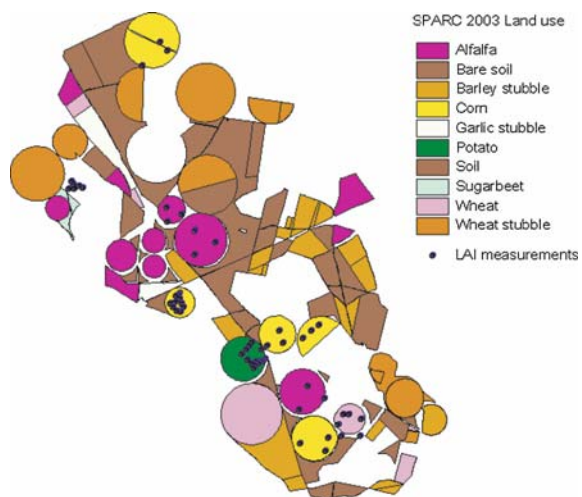 SPARC 2003 Land use
Alfalfa
Bare soil
Barley stubble
Corn
Garlic stubble
Potato
Soil
Sugarbeet
Wheat
Wheat stubble
LAI measurements